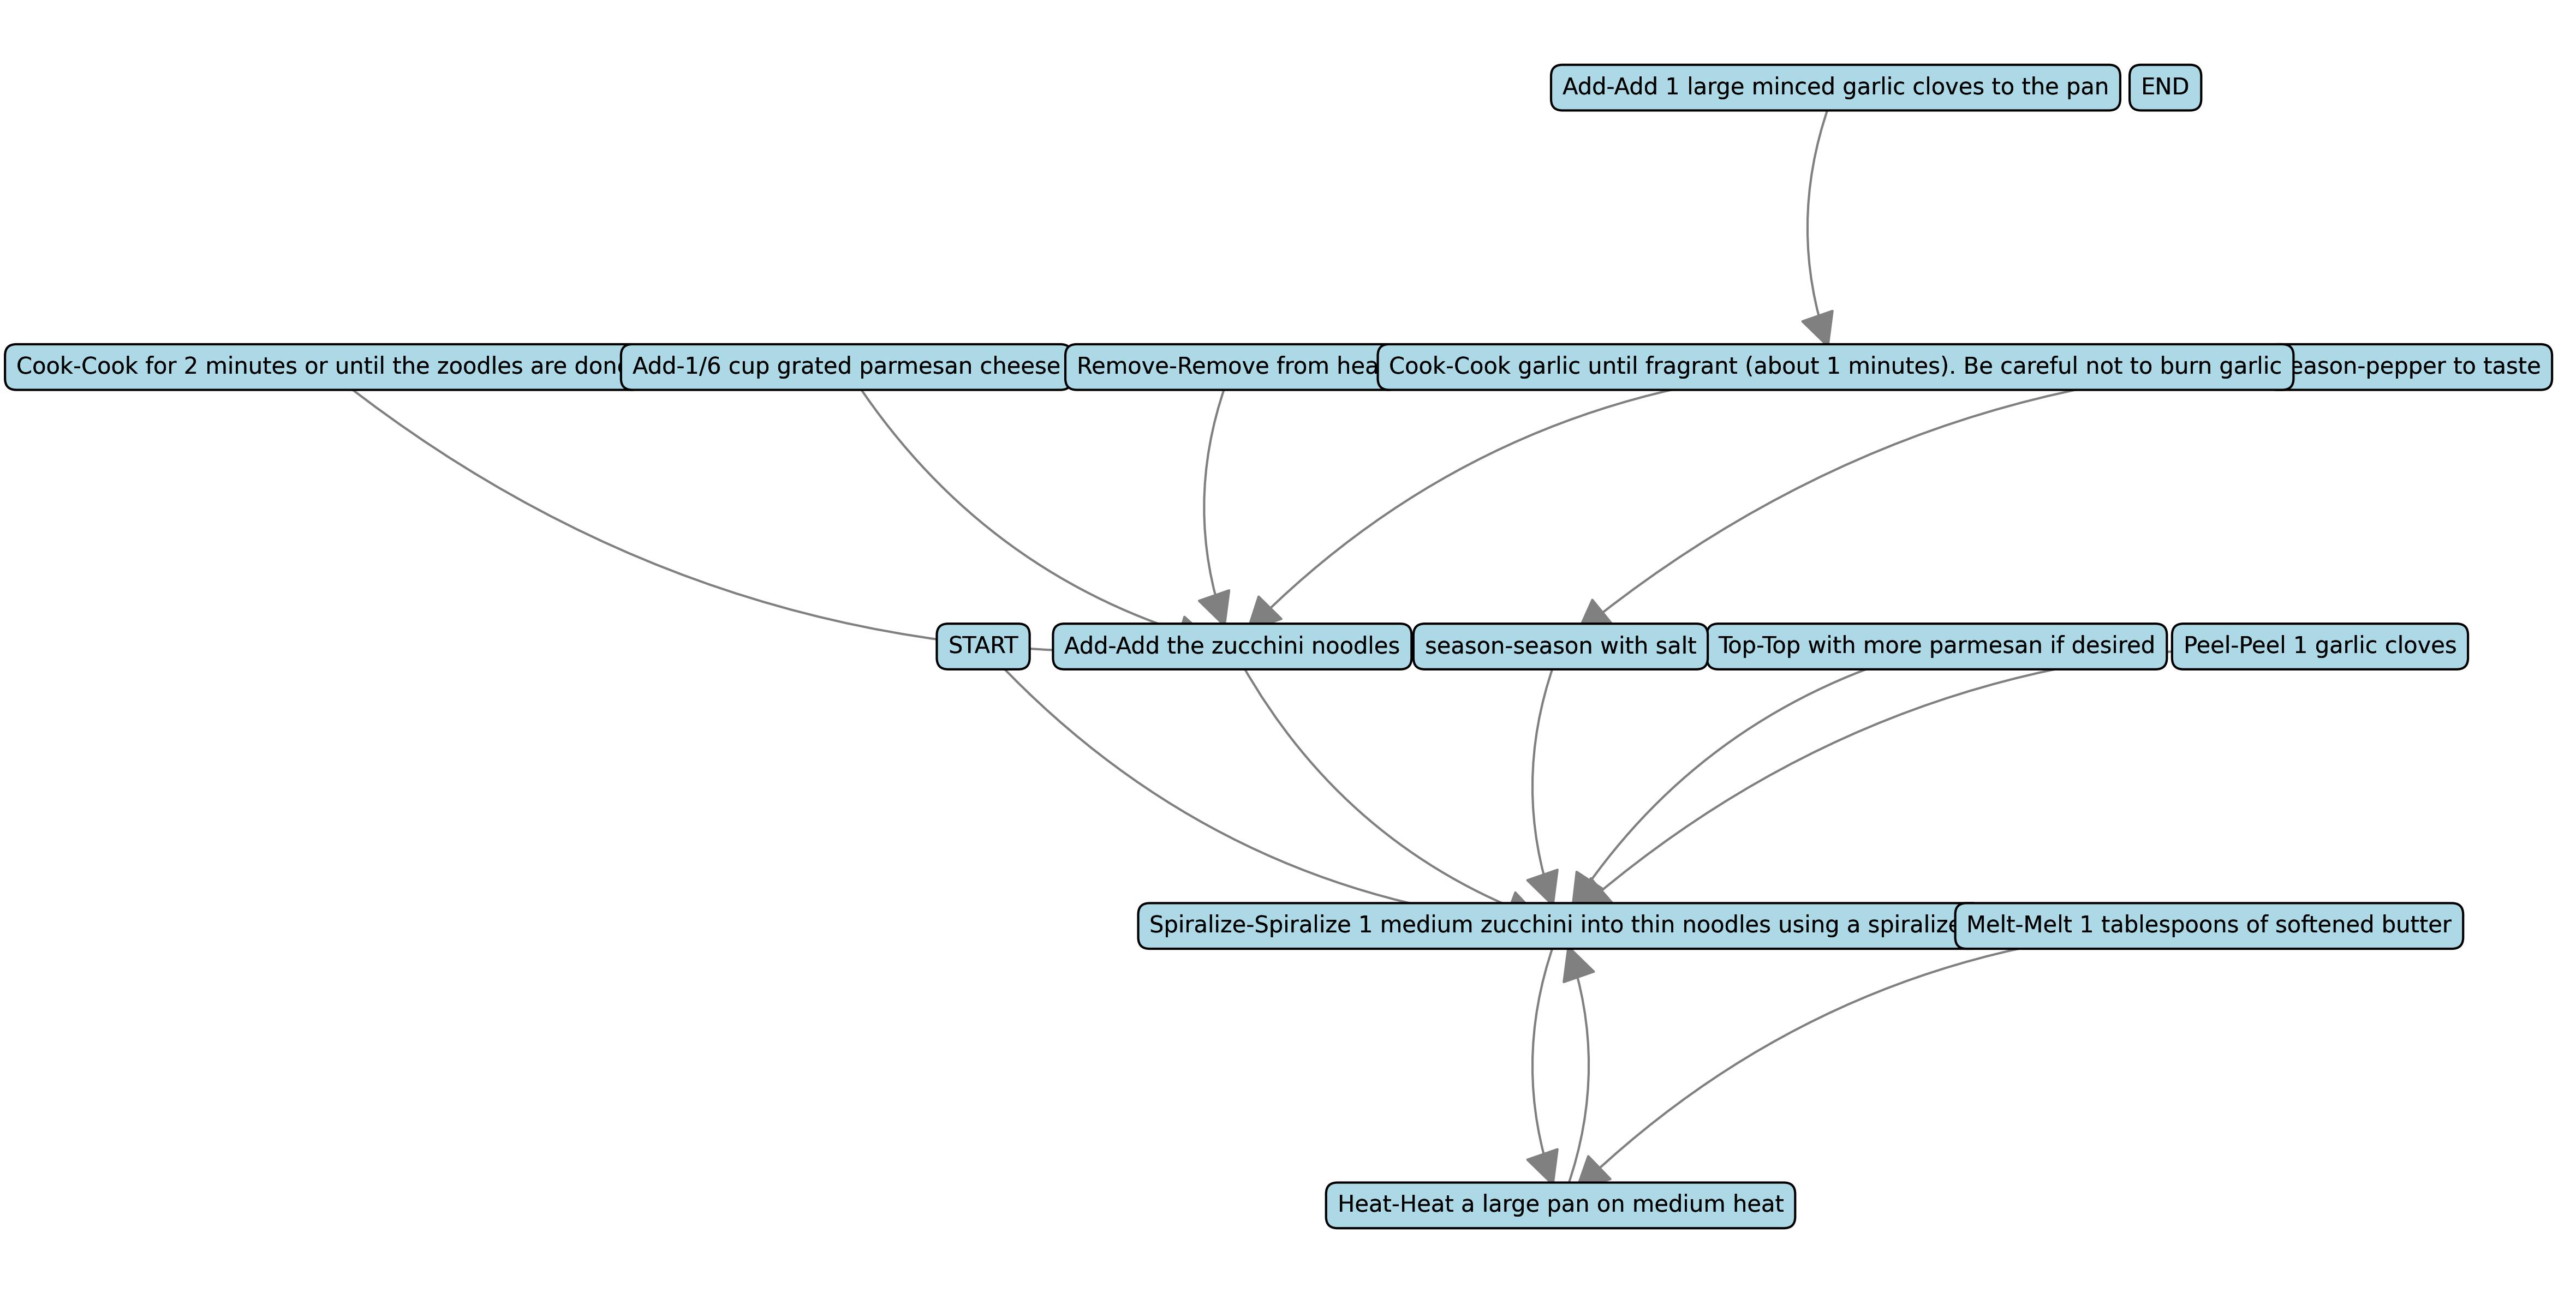 Add-Add 1 large minced garlic cloves to the pan
END
Cook-Cook for 2 minutes or until the zoodles are done
Add-1/6 cup grated parmesan cheese
Remove-Remove from hea
Cook-Cook garlic until fragrant (about 1 minutes). Be careful not to burn garlic
eason-pepper to taste
START
Add-Add the zucchini noodles
season-season with salt
Top-Top with more parmesan if desired
Peel-Peel 1 garlic cloves
Spiralize-Spiralize 1 medium zucchini into thin noodles using a spiralize
Melt-Melt 1 tablespoons of softened butter
Heat-Heat a large pan on medium heat